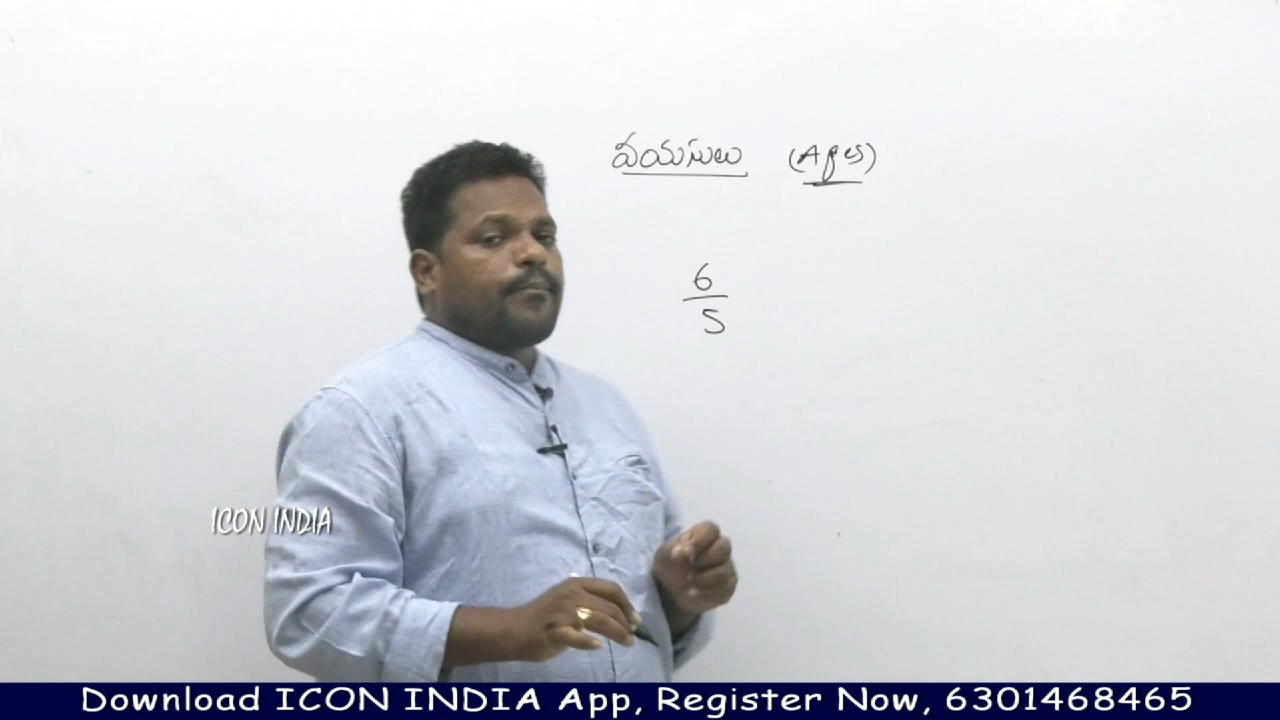 వయసులు (Ages)
6
5
ICON INDIA
Download ICON INDIA App, Register Now, 6301468465